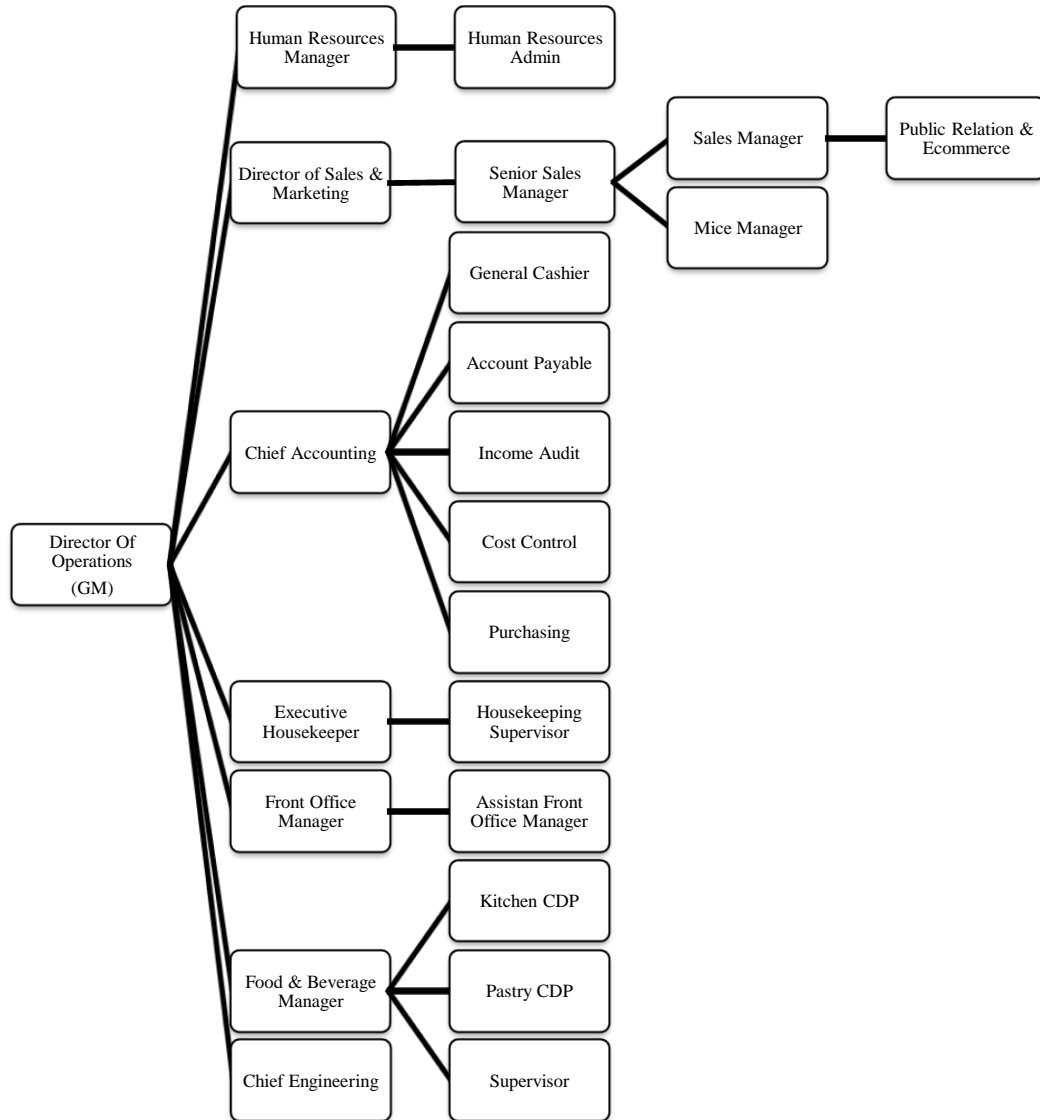 Human Resources
Manager
Human Resources
Admin
Director of Sales &
Marketing
Senior Sales
Manager
Sales Manager
Public Relation &
Ecommerce
Mice Manager
General Cashier
Account Payable
Chief Accounting
Income Audit
Cost Control
Purchasing
Director Of
Operations
(GM)
Executive
Housekeeper
Housekeeping
Supervisor
Front Office
Manager
Assistan Front
Office Manager
Kitchen CDP
Food & Beverage
Manager
Pastry CDP
Supervisor
Chief Engineering